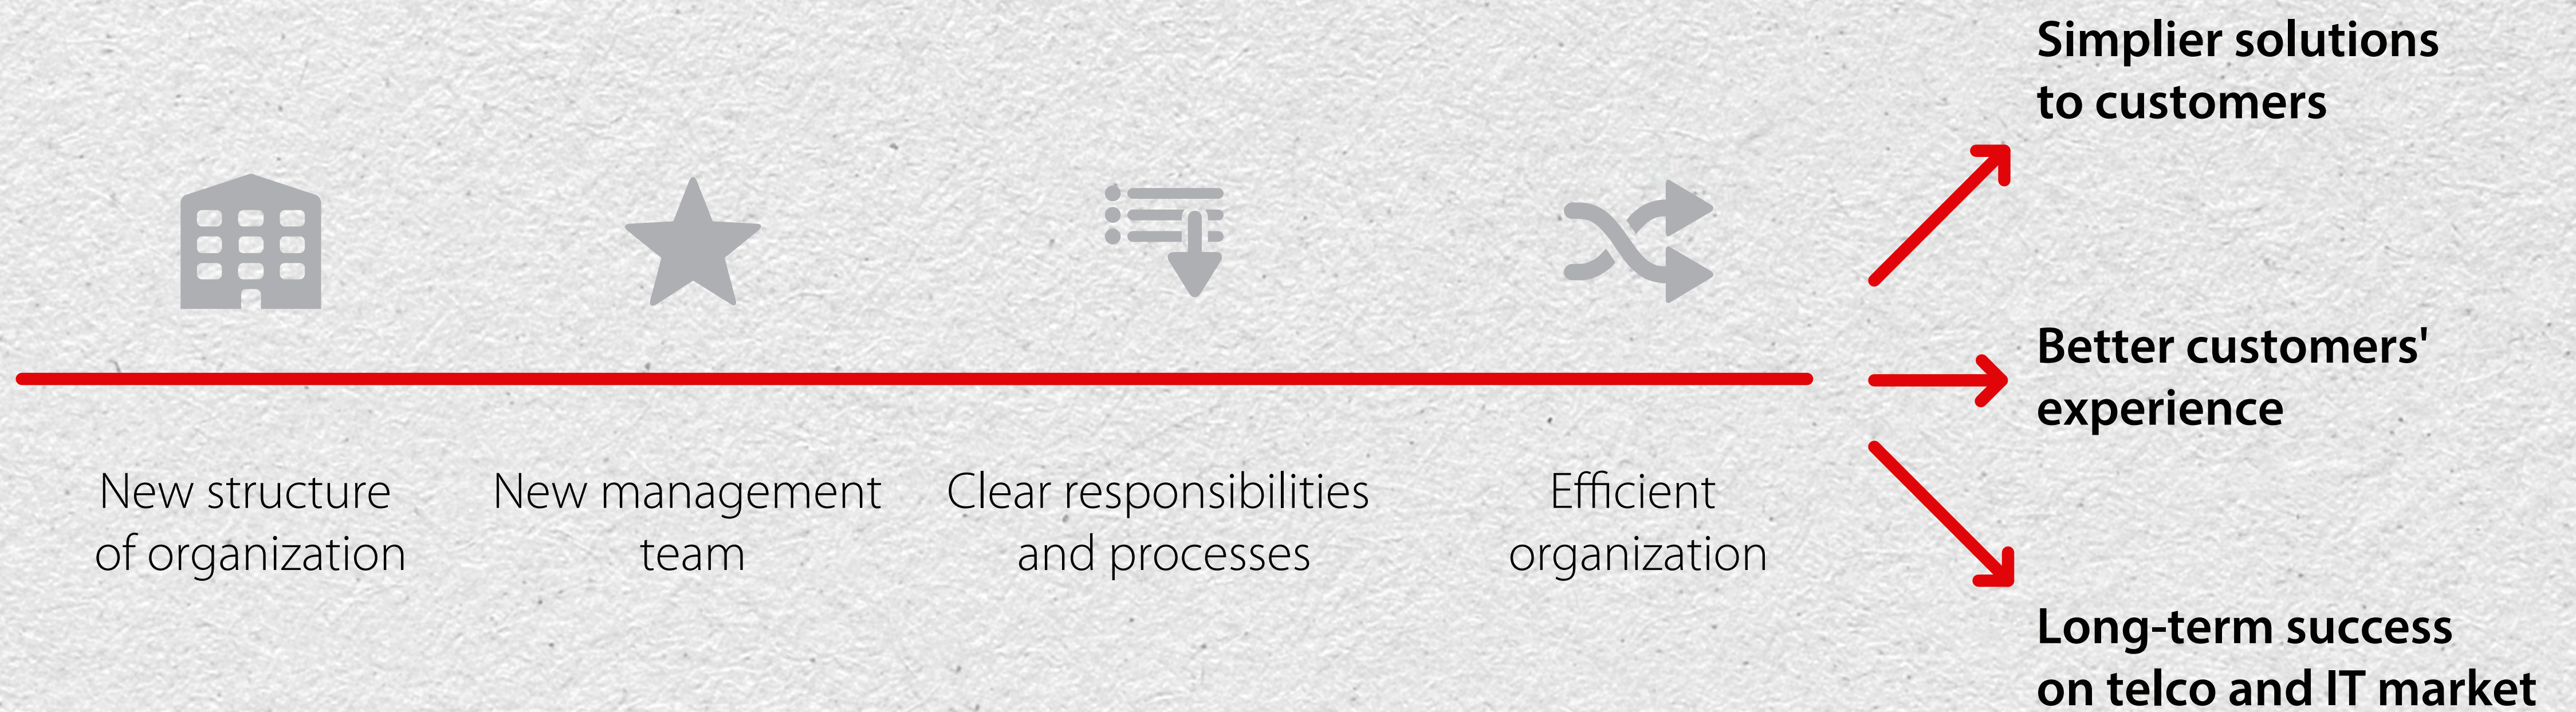 Simplier solutions
to customers
Better customers'
experience
New structure
of organization
New management
team
Clear responsibilities
and processes
Efficient
organization
Long-term success
on telco and IT market